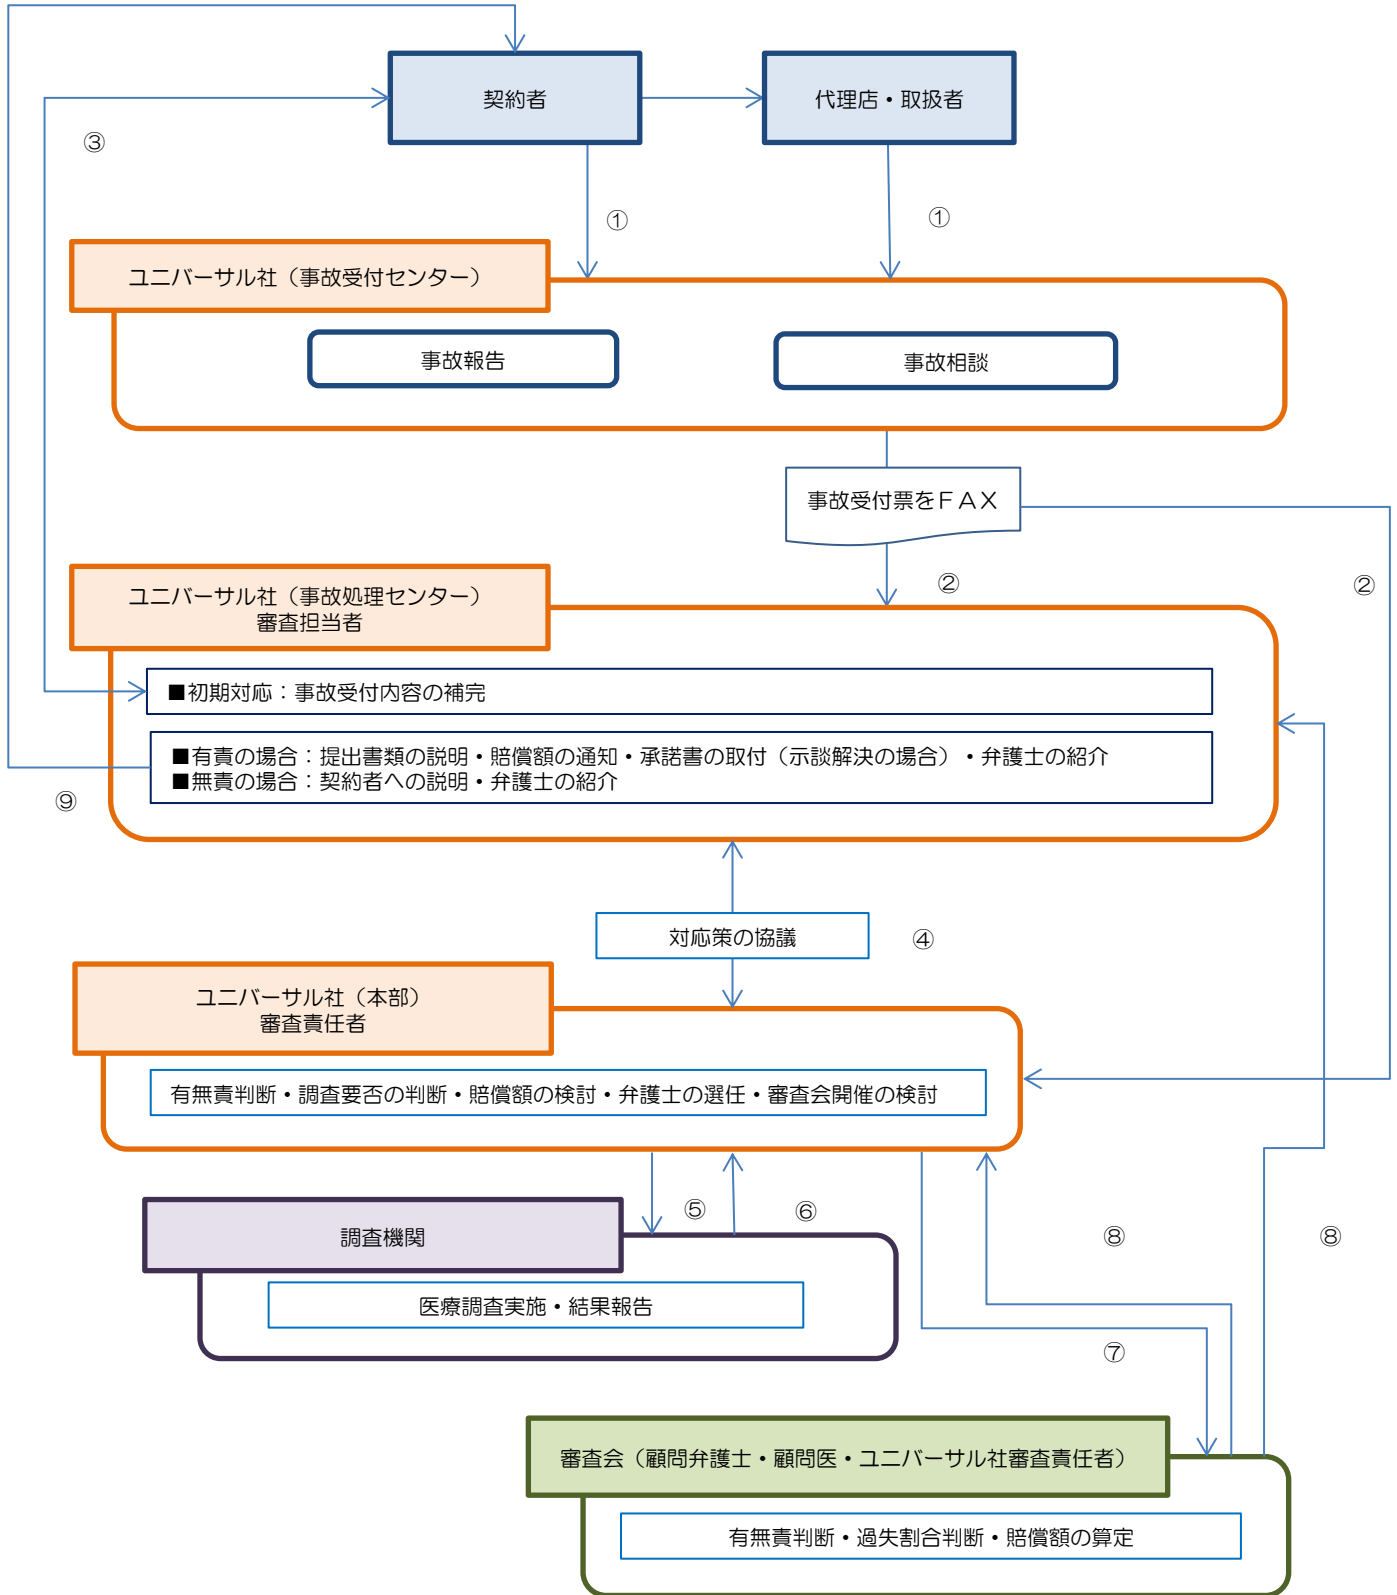 契約者
代理店・取扱者
③
①
①
ユニバーサル社（事故受付センター）
事故報告
事故相談
事故受付票をＦＡＸ
②
②
ユニバーサル社（事故処理センター）
審査担当者
■初期対応：事故受付内容の補完
■有責の場合：提出書類の説明・賠償額の通知・承諾書の取付（示談解決の場合）・弁護士の紹介
■無責の場合：契約者への説明・弁護士の紹介
⑨
対応策の協議
④
ユニバーサル社（本部）
審査責任者
有無責判断・調査要否の判断・賠償額の検討・弁護士の選任・審査会開催の検討
⑤
⑥
調査機関
⑧
⑧
医療調査実施・結果報告
⑦
審査会（顧問弁護士・顧問医・ユニバーサル社審査責任者）
有無責判断・過失割合判断・賠償額の算定